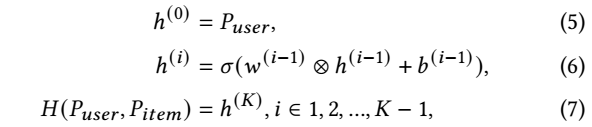 h^{(0)} = P_{user}, (5)
h^{(i)} = σ(w^{(i−1)} ⊗ h^{(i−1)} + b^{(i−1)}), (6)
H(P_{user}, P_{item}) = h^{(K)}, i ∈ 1, 2, ..., K − 1, (7)